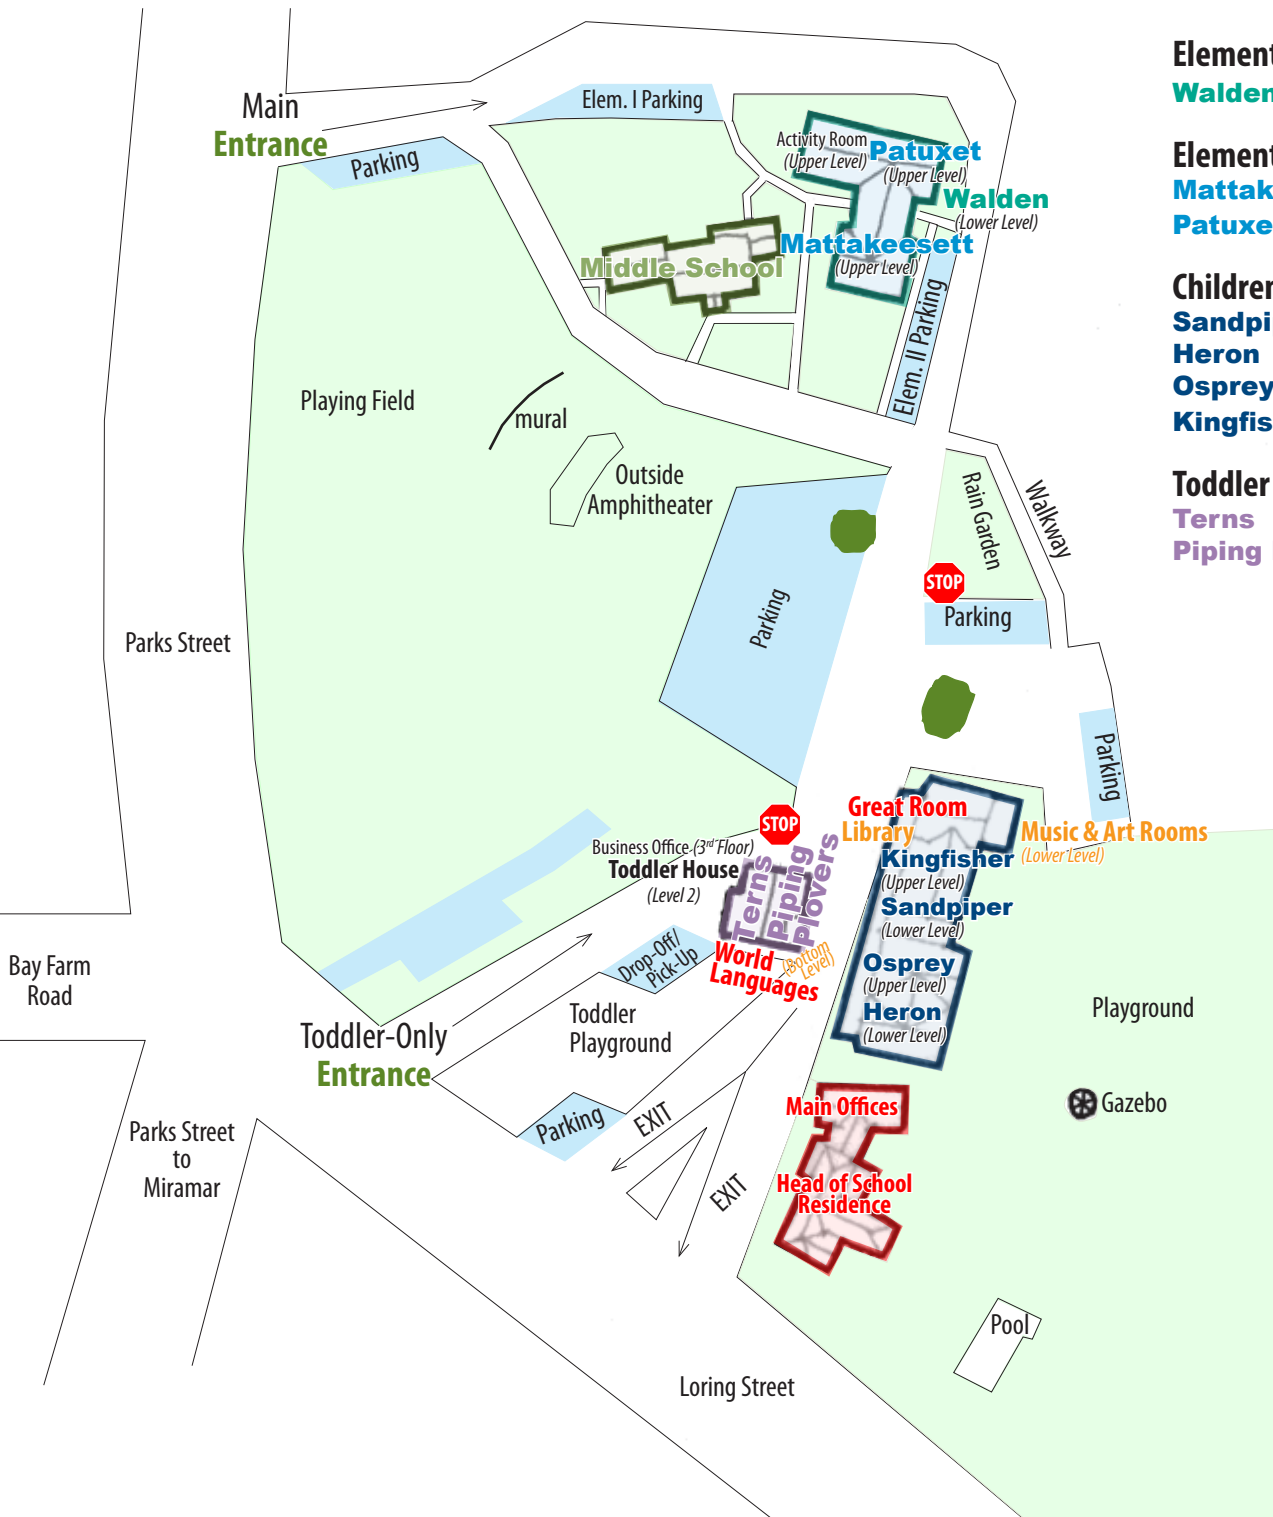 Main
Entrance
Parking
Elem. I Parking
Activity Room
(Upper Level)
Patuxet
(Upper Level)
Walden
(Lower Level)
Mattakeesett
(Upper Level)
Middle School
Elem. II Parking
Playing Field
mural
Outside
Amphitheater
Rain Garden
Walkway
STOP
Parking
Parking
Parks Street
Parking
STOP
Business Office (3rd Floor)
Toddler House
(Level 2)
Terns
Piping
Plovers
World
Languages
(Bottom
Level)
Drop-Off/
Pick-Up
Great Room
Library
Music & Art Rooms
(Lower Level)
Kingfisher
(Upper Level)
Sandpiper
(Lower Level)
Osprey
(Upper Level)
Heron
(Lower Level)
Bay Farm
Road
Toddler-Only
Entrance
Toddler
Playground
Playground
Gazebo
Parking
EXIT
EXIT
Main Offices
Head of School
Residence
Parks Street
to
Miramar
Pool
Loring Street
Element
Walden
Element
Mattak
Patuxe
Children
Sandpi
Heron
Osprey
Kingfis
Toddler
Terns
Piping